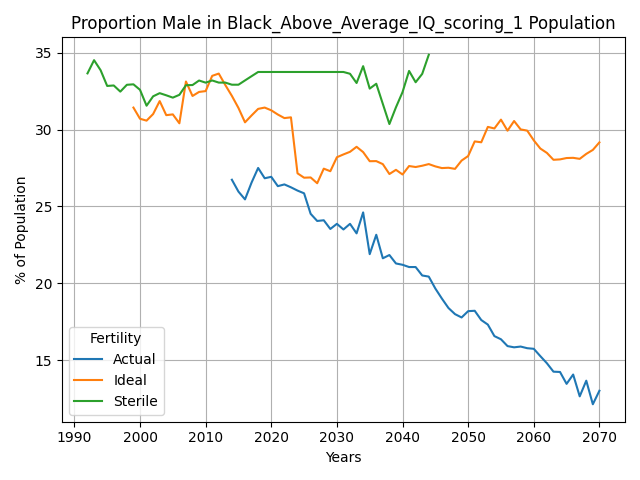 Proportion Male in Black_Above_Average_IQ_scoring_1 Population
% of Population
35
30
25
20
15
Fertility
Actual
Ideal
Sterile
1990 2000 2010 2020 2030 2040 2050 2060 2070
Years